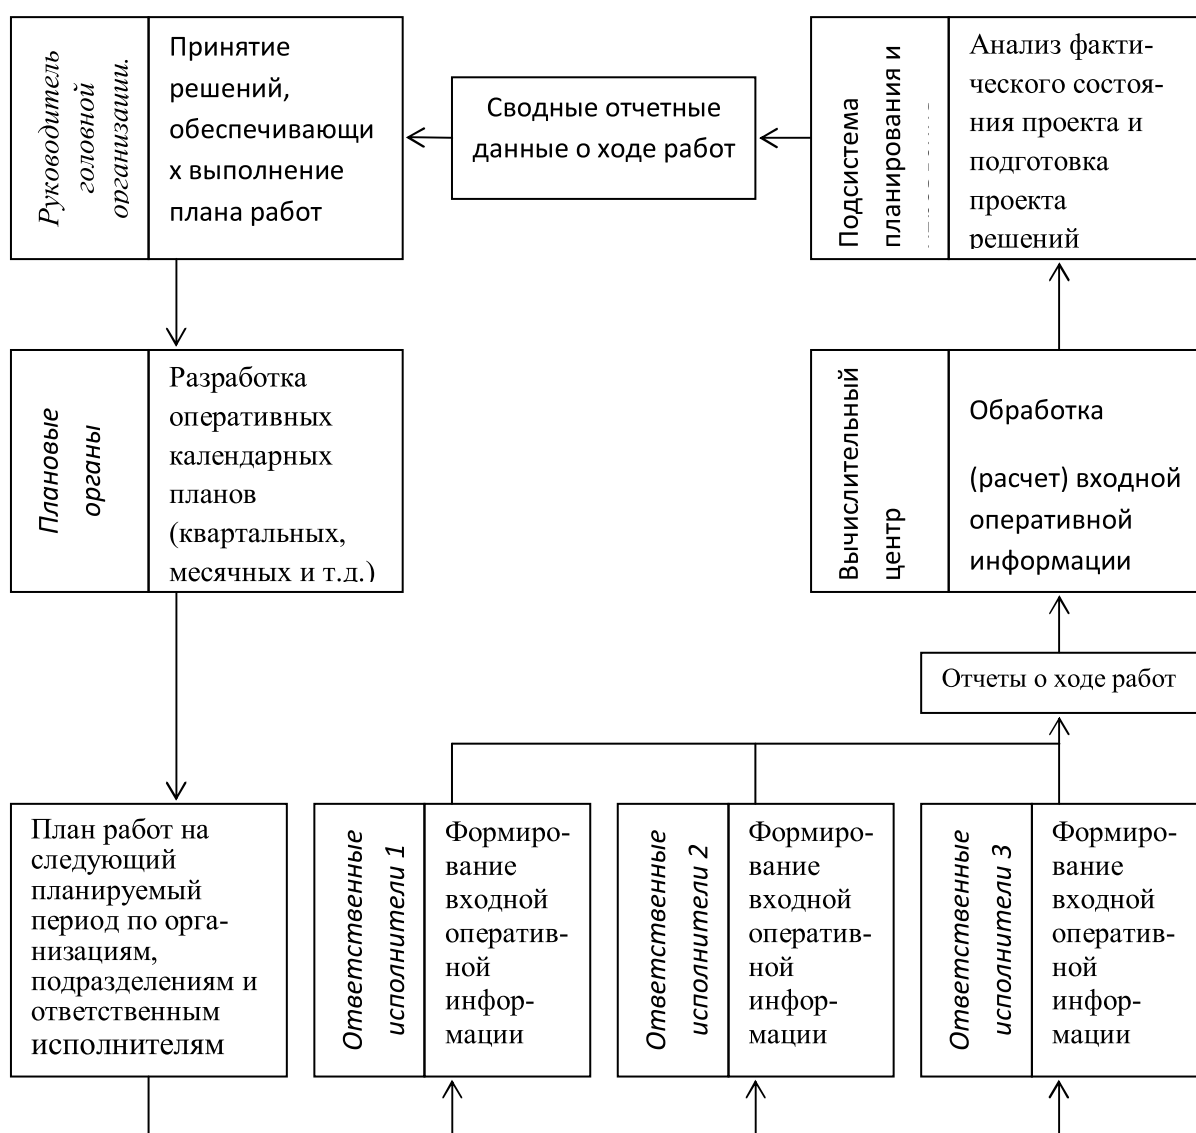 Руководитель
головной
организации.
Принятие
решений,
обеспечивающи
х выполнение
плана работ
Сводные отчетные
данные о ходе работ
Подсистема
планирования и
Анализ факти-
ческого состоя-
ния проекта и
подготовка
проекта
решений
Плановые
органы
Разработка
оперативных
календарных
планов
(квартальных,
месячных и т.д.)
Вычислительный
центр
Обработка
(расчет) входной
оперативной
информации
Отчеты о ходе работ
План работ на
следующий
планируемый
период по орга-
низациям,
подразделениям и
ответственным
исполнителям
Ответственные
исполнители 1
Формиро-
вание
входной
оператив-
ной
инфор-
мации
Ответственные
исполнители 2
Формиро-
вание
входной
оператив-
ной
инфор-
мации
Ответственные
исполнители 3
Формиро-
вание
входной
оператив-
ной
инфор-
мации